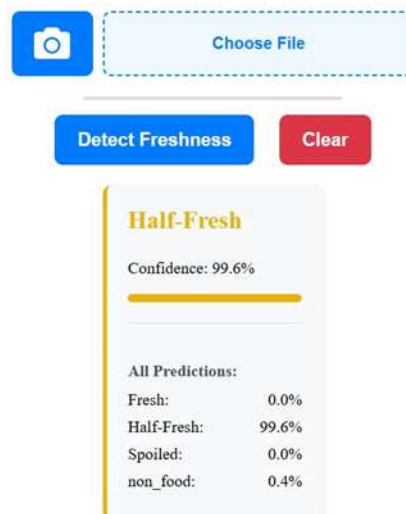 Choose File
Detect Freshness Clear
Half-Fresh
Confidence: 99.6%
All Predictions:
Fresh: 0.0%
Half-Fresh: 99.6%
Spoiled: 0.0%
non_food: 0.4%